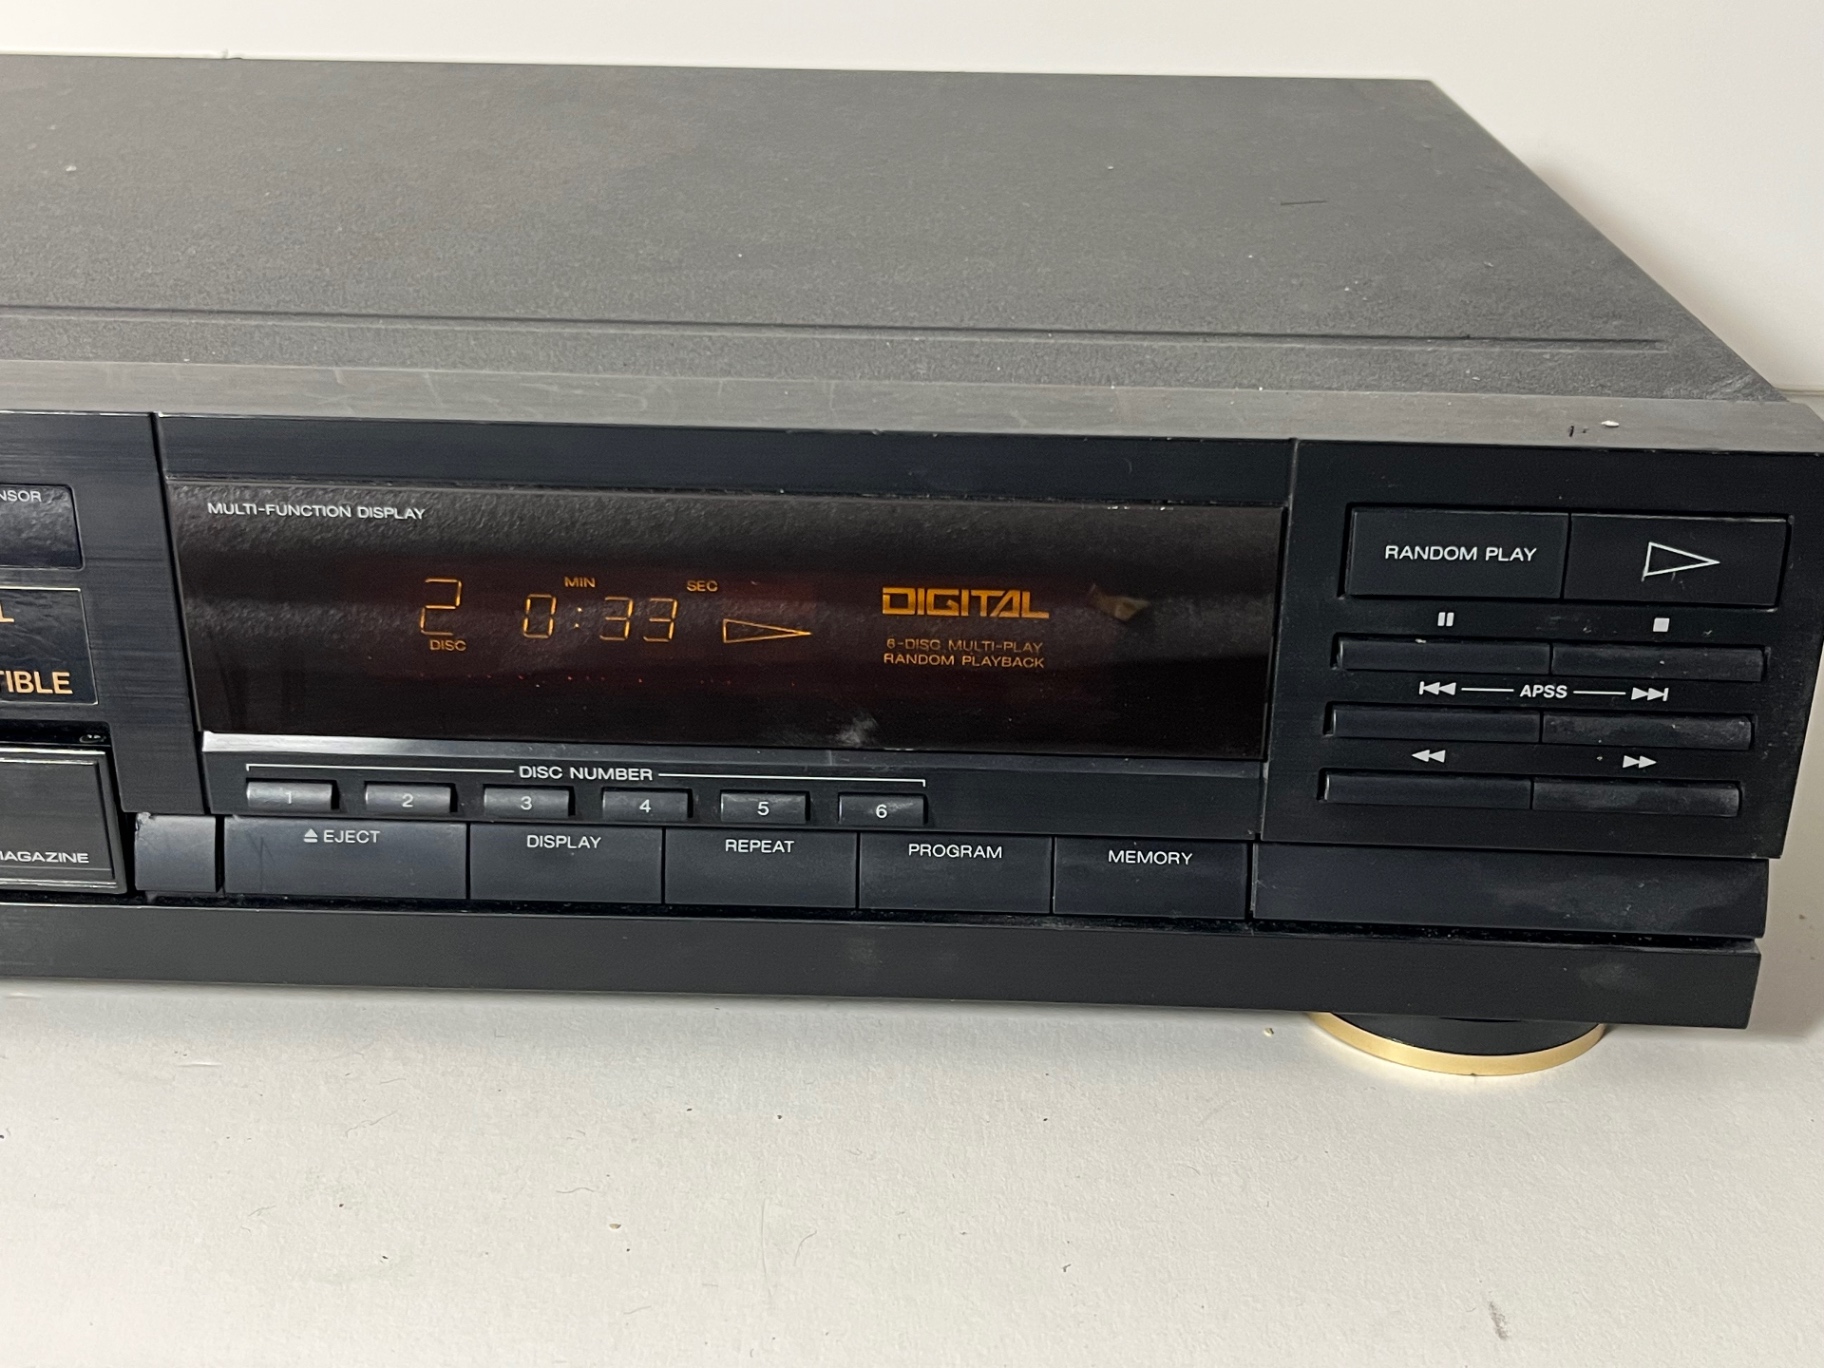 NSOR
L
TIBLE
MAGAZINE
MULTI-FUNCTION DISPLAY
MIN SEC
2 0:33
DISC
DIGITAL
6-DISC MULTI-PLAY
RANDOM PLAYBACK
DISC NUMBER
1 2 3 4 5 6
EJECT DISPLAY REPEAT PROGRAM MEMORY
RANDOM PLAY
APSS